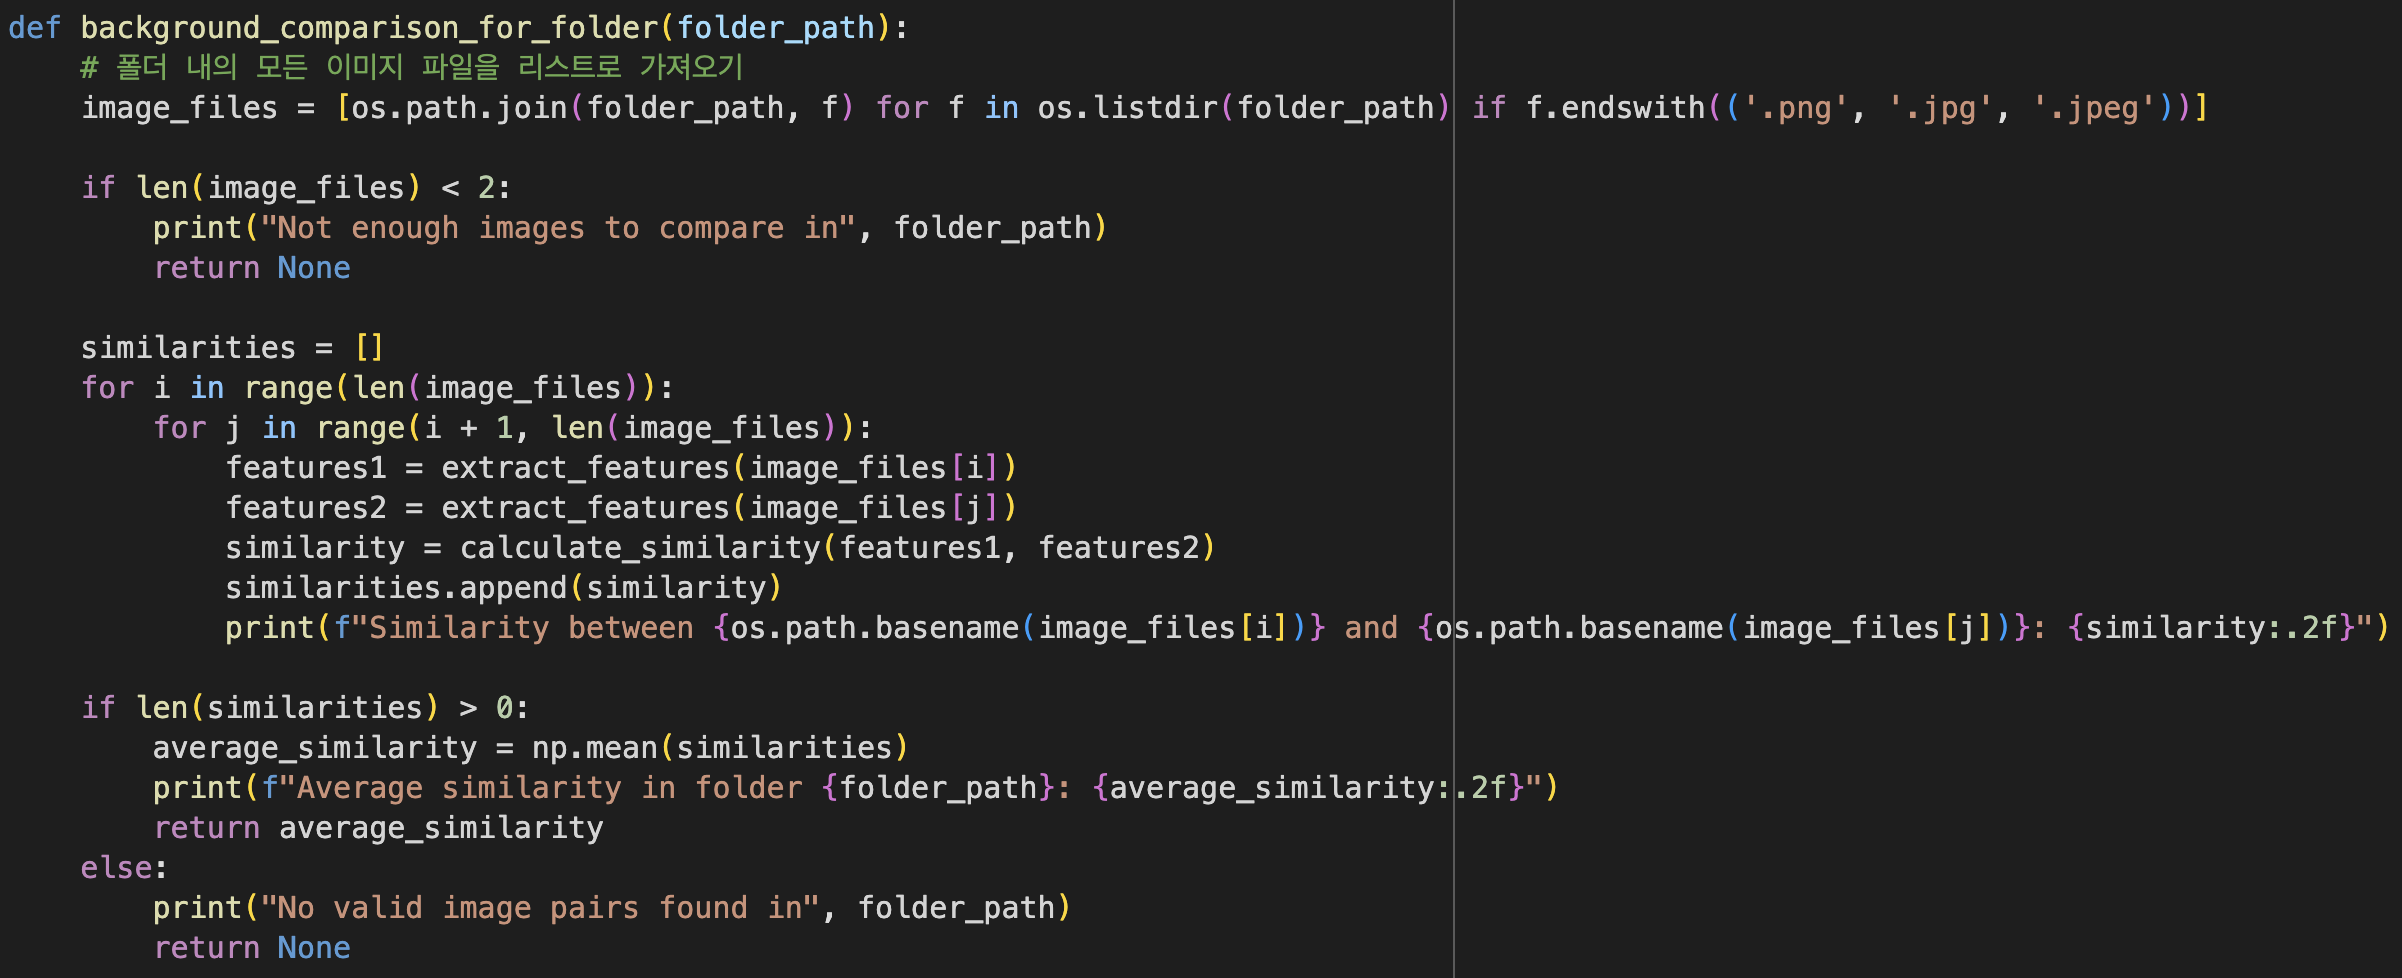 def background_comparison_for_folder(folder_path):
    # 폴더 내의 모든 이미지 파일을 리스트로 가져오기
    image_files = [os.path.join(folder_path, f) for f in os.listdir(folder_path) if f.endswith(('.png', '.jpg', '.jpeg'))]

    if len(image_files) < 2:
        print("Not enough images to compare in", folder_path)
        return None

    similarities = []
    for i in range(len(image_files)):
        for j in range(i + 1, len(image_files)):
            features1 = extract_features(image_files[i])
            features2 = extract_features(image_files[j])
            similarity = calculate_similarity(features1, features2)
            similarities.append(similarity)
            print(f"Similarity between {os.path.basename(image_files[i])} and {os.path.basename(image_files[j])}: {similarity:.2f}")

    if len(similarities) > 0:
        average_similarity = np.mean(similarities)
        print(f"Average similarity in folder {folder_path}: {average_similarity:.2f}")
        return average_similarity
    else:
        print("No valid image pairs found in", folder_path)
        return None